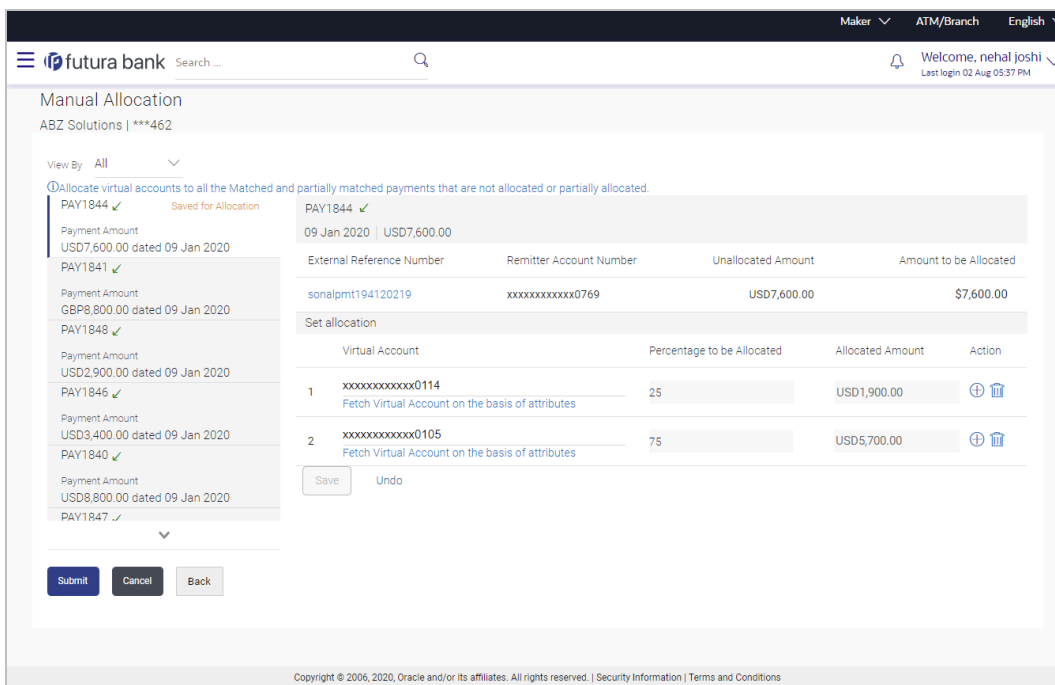 Maker ATM/Branch English
futura bank Search ... Welcome, nehal joshi
Last login 02 Aug 05:37 PM
Manual Allocation
ABZ Solutions | ***462
View By All
Allocate virtual accounts to all the Matched and partially matched payments that are not allocated or partially allocated.
PAY1844 Saved for Allocation
Payment Amount
USD7,600.00 dated 09 Jan 2020
PAY1841
Payment Amount
GBP8,800.00 dated 09 Jan 2020
PAY1848
Payment Amount
USD2,900.00 dated 09 Jan 2020
PAY1846
Payment Amount
USD3,400.00 dated 09 Jan 2020
PAY1840
Payment Amount
USD8,800.00 dated 09 Jan 2020
PAY1847
PAY1844
09 Jan 2020 | USD7,600.00
External Reference Number Remitter Account Number Unallocated Amount Amount to be Allocated
sonalpmt194120219 xxxxxxxxxxxx0769 USD7,600.00 $7,600.00
Set allocation
Virtual Account Percentage to be Allocated Allocated Amount Action
1 xxxxxxxxxxxx0114 25 USD1,900.00
Fetch Virtual Account on the basis of attributes
2 xxxxxxxxxxxx0105 75 USD5,700.00
Fetch Virtual Account on the basis of attributes
Save Undo
Submit Cancel Back
Copyright © 2006, 2020, Oracle and/or its affiliates. All rights reserved. | Security Information | Terms and Conditions